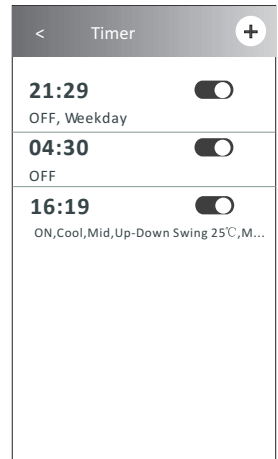 < Timer +
21:29
OFF, Weekday
04:30
OFF
16:19
ON,Cool,Mid,Up-Down Swing 25℃,M...